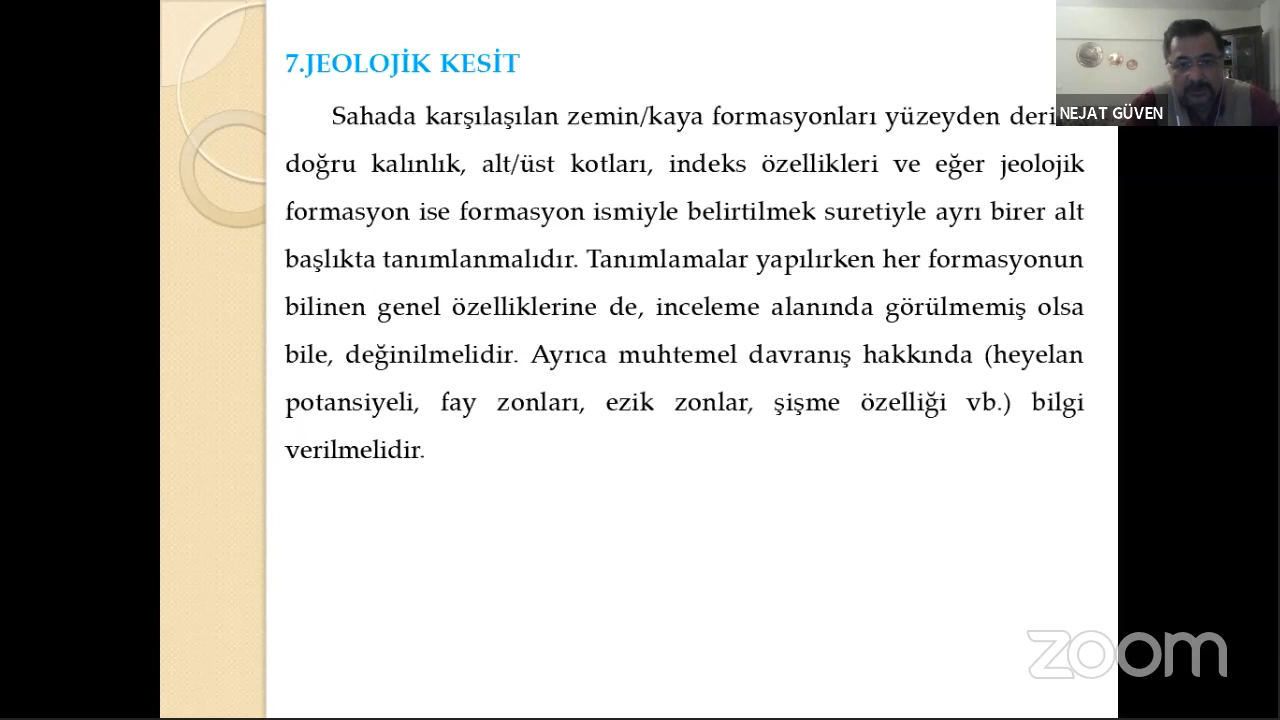 7.JEOLOJİK KESİT
Sahada karşılaşılan zemin/kaya formasyonları yüzeyden
doğru kalınlık, alt/üst kotları, indeks özellikleri ve eğer jeolojik
formasyon ise formasyon ismiyle belirtilmek suretiyle ayrı birer alt
başlıkta tanımlanmalıdır. Tanımlamalar yapılırken her formasyonun
bilinen genel özelliklerine de, inceleme alanında görülmemiş olsa
bile, değinilmelidir. Ayrıca muhtemel davranış hakkında (heyelan
potansiyeli, fay zonları, ezik zonlar, şişme özelliği vb.) bilgi
verilmelidir.
NEJAT GÜVEN
zoom